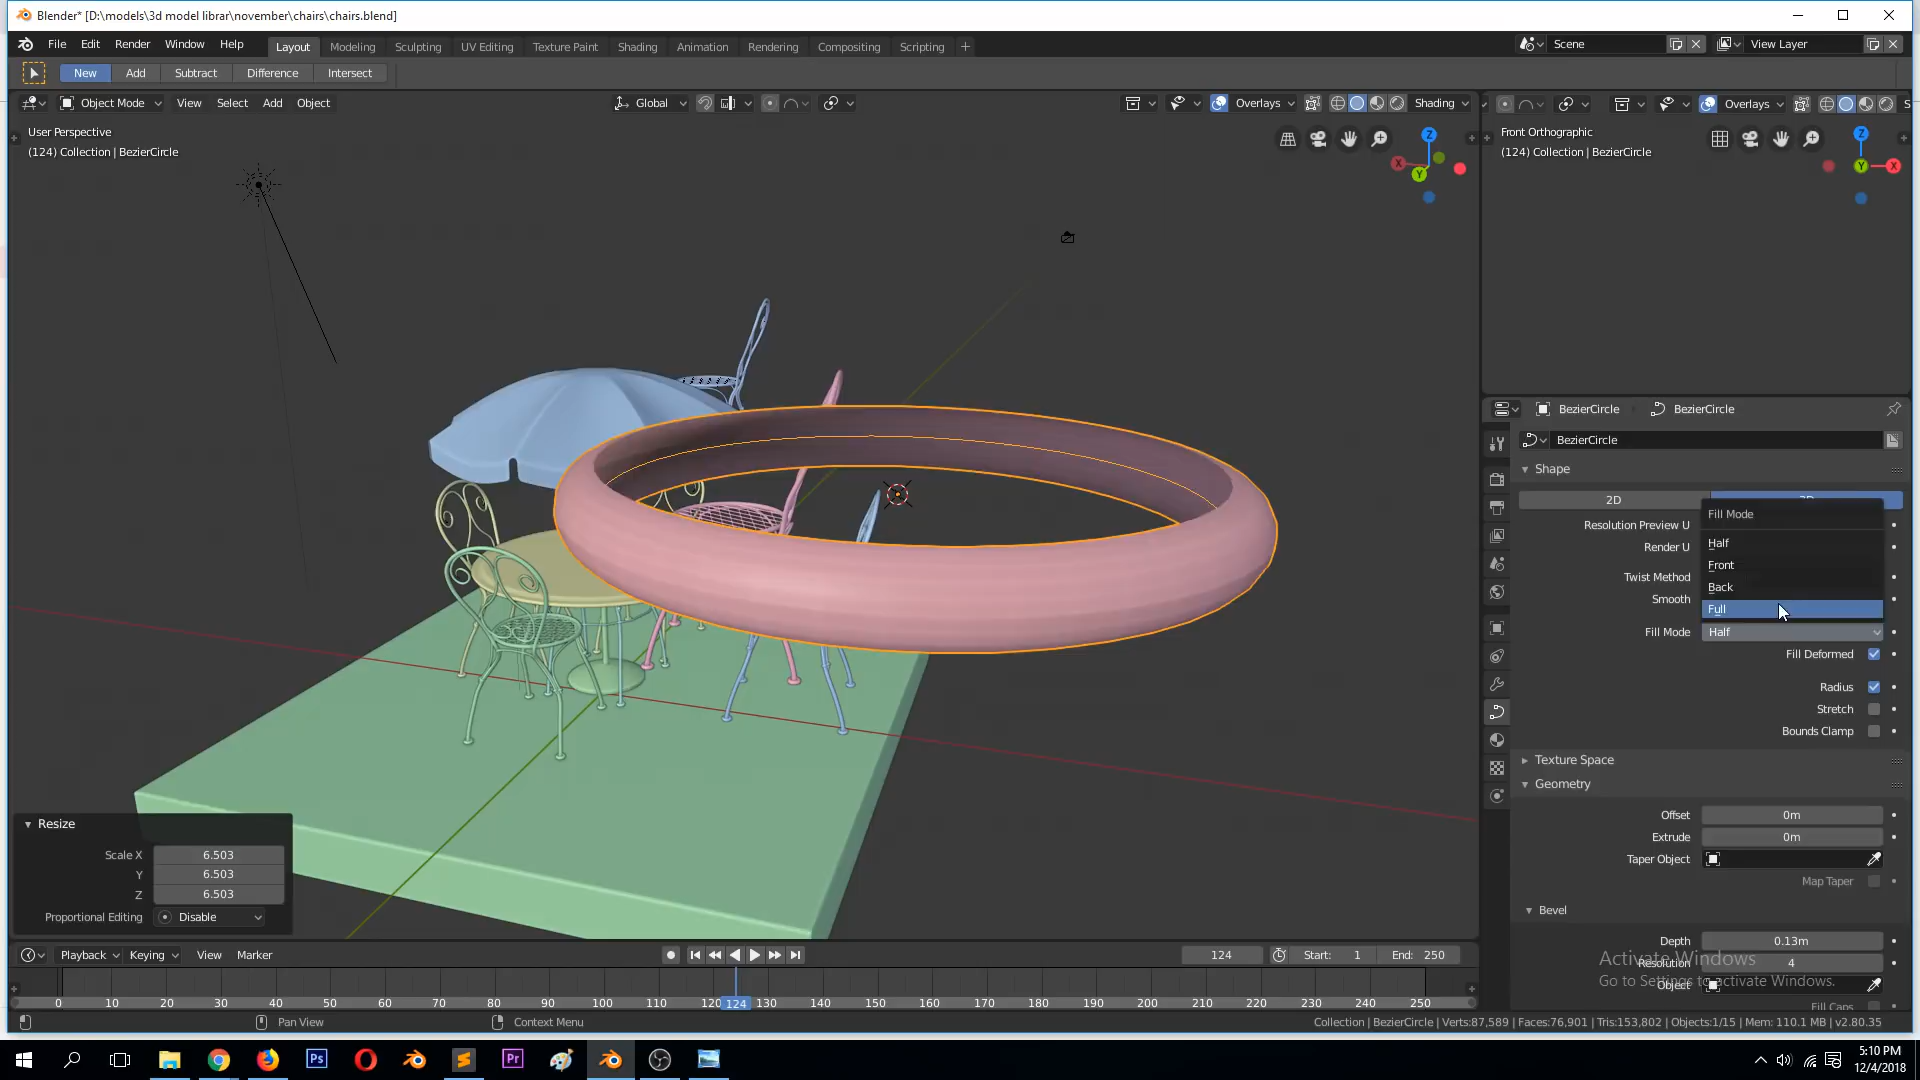 Blender* [D:\models\3d model librar\november\chairs\chairs.blend]
File Edit Render Window Help Layout Modeling Sculpting UV Editing Texture Paint Shading Animation Rendering Compositing Scripting + Scene View Layer
New Add Subtract Difference Intersect
Object Mode View Select Add Object Global Overlays Shading Overlays S
User Perspective
(124) Collection | BezierCircle
Z
X
Y
Front Orthographic
(124) Collection | BezierCircle
Z
Y
X
BezierCircle BezierCircle
BezierCircle
Shape
2D
Resolution Preview U
Render U
Twist Method
Smooth
Fill Mode
Half
Front
Back
Full
Fill Mode Half
Fill Deformed
Radius
Stretch
Bounds Clamp
Texture Space
Geometry
Offset 0m
Extrude 0m
Taper Object
Map Taper
Bevel
Depth 0.13m
Resolution 4
Object
Fill Caps
Activate Windows
Go to Settings to activate Windows.
Resize
Scale X 6.503
Y 6.503
Z 6.503
Proportional Editing Disable
Playback Keying View Marker 124 Start: 1 End: 250
0 10 20 30 40 50 60 70 80 90 100 110 120 124 130 140 150 160 170 180 190 200 210 220 230 240 250
Pan View Context Menu Collection | BezierCircle | Verts:87,589 | Faces:76,901 | Tris:153,802 | Objects:1/15 | Mem: 110.1 MB | v2.80.35
Ps Pr
5:10 PM
12/4/2018